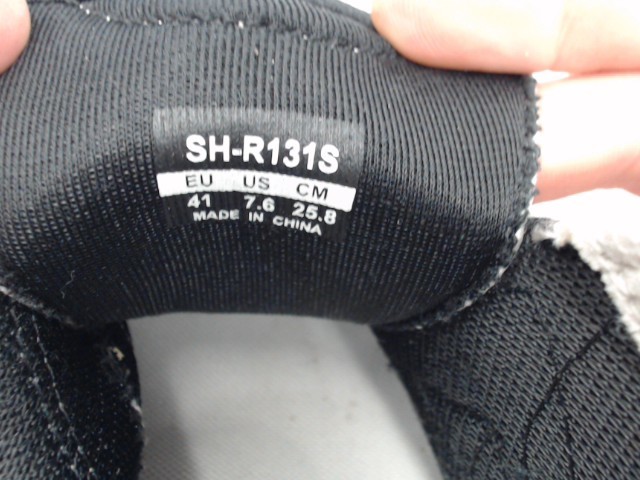 SH-R131S
EU US CM
41 7.6 25.8
MADE IN CHINA